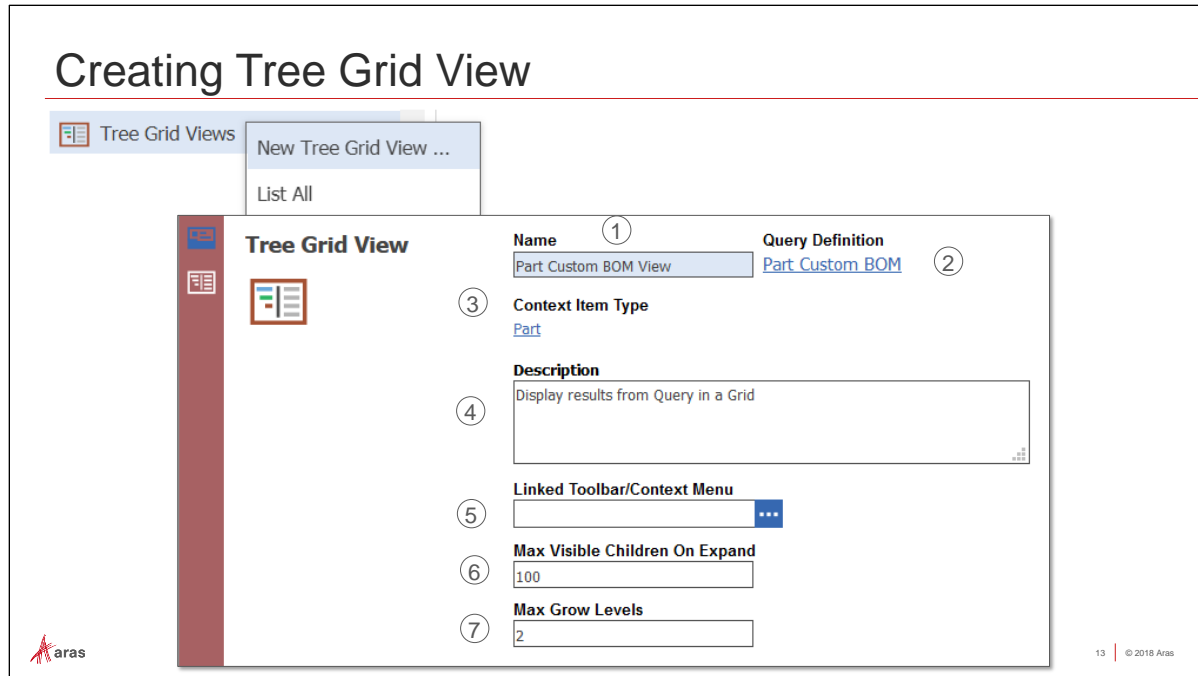 Creating Tree Grid View
Tree Grid Views
New Tree Grid View ...
List All
Tree Grid View
1
Name
Query Definition
Part Custom BOM View
Part Custom BOM
2
3
Context Item Type
Part
Description
Display results from Query in a Grid
4
Linked Toolbar/Context Menu
5
...
Max Visible Children On Expand
6
100
Max Grow Levels
7
2
aras
13
© 2018 Aras